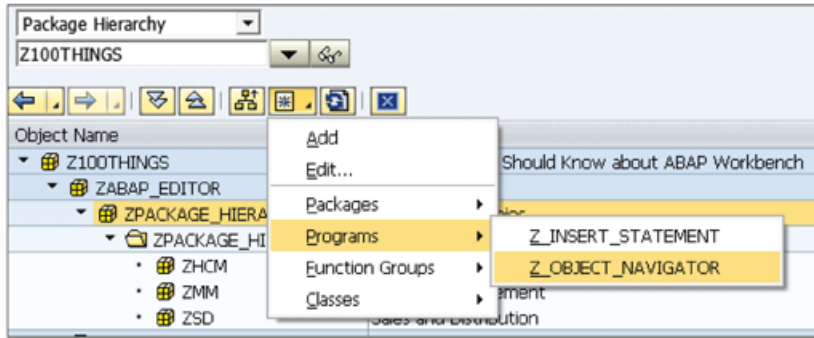 Package Hierarchy
Z100THINGS
Object Name
Z100THINGS
Should Know about ABAP Workbench
ZABAP_EDITOR
ZPACKAGE_HIERA
ZPACKAGE_HI
ZHCM
ZMM
ZSD
Sales and Distribution
Add
Edit...
Packages
Programs
Function Groups
Classes
Z_INSERT_STATEMENT
Z_OBJECT_NAVIGATOR